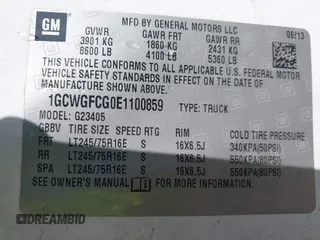 GM
MFD BY GENERAL MOTORS LLC
GVWR GAWR FRT GAWR RR 06/13
3901 KG 1860 KG 2431 KG
8600 LB 4100 LB 5360 LB
THIS VEHICLE CONFORMS TO ALL APPLICABLE U.S. FEDERAL
MOTOR VEHICLE SAFETY STANDARDS IN EFFECT ON THE DATE OF
MANUFACTURE SHOWN ABOVE.
1GCWGFCG0E1100859 TYPE: TRUCK
MODEL: G23405
GBB TIRE SIZE SPEED RTG RIM COLD TIRE PRESSURE
FRT LT245/75R16E S 16X6.5J 340KPA(50PSI)
RR LT245/75R16E S 16X6.5J 550KPA(80PSI)
SPA LT245/75R16E S 16X6.5J 550KPA(80PSI)
SEE OWNER'S MANUAL FOR ADDITIONAL INFORMATION
DREAMBID